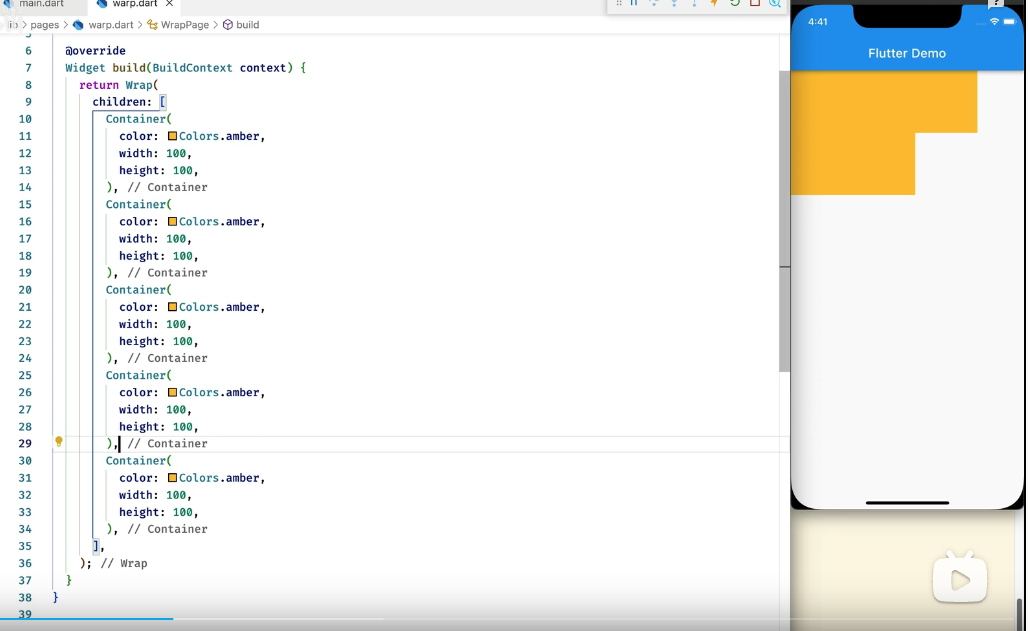 main.dart
warp.dart
lib > pages > warp.dart > WrapPage > build
5
6 @override
7 Widget build(BuildContext context) {
8 return Wrap(
9 children: [
10 Container(
11 color: Colors.amber,
12 width: 100,
13 height: 100,
14 ), // Container
15 Container(
16 color: Colors.amber,
17 width: 100,
18 height: 100,
19 ), // Container
20 Container(
21 color: Colors.amber,
22 width: 100,
23 height: 100,
24 ), // Container
25 Container(
26 color: Colors.amber,
27 width: 100,
28 height: 100,
29 ), // Container
30 Container(
31 color: Colors.amber,
32 width: 100,
33 height: 100,
34 ), // Container
35 ],
36 ); // Wrap
37 }
38 }
39
4:41
Flutter Demo